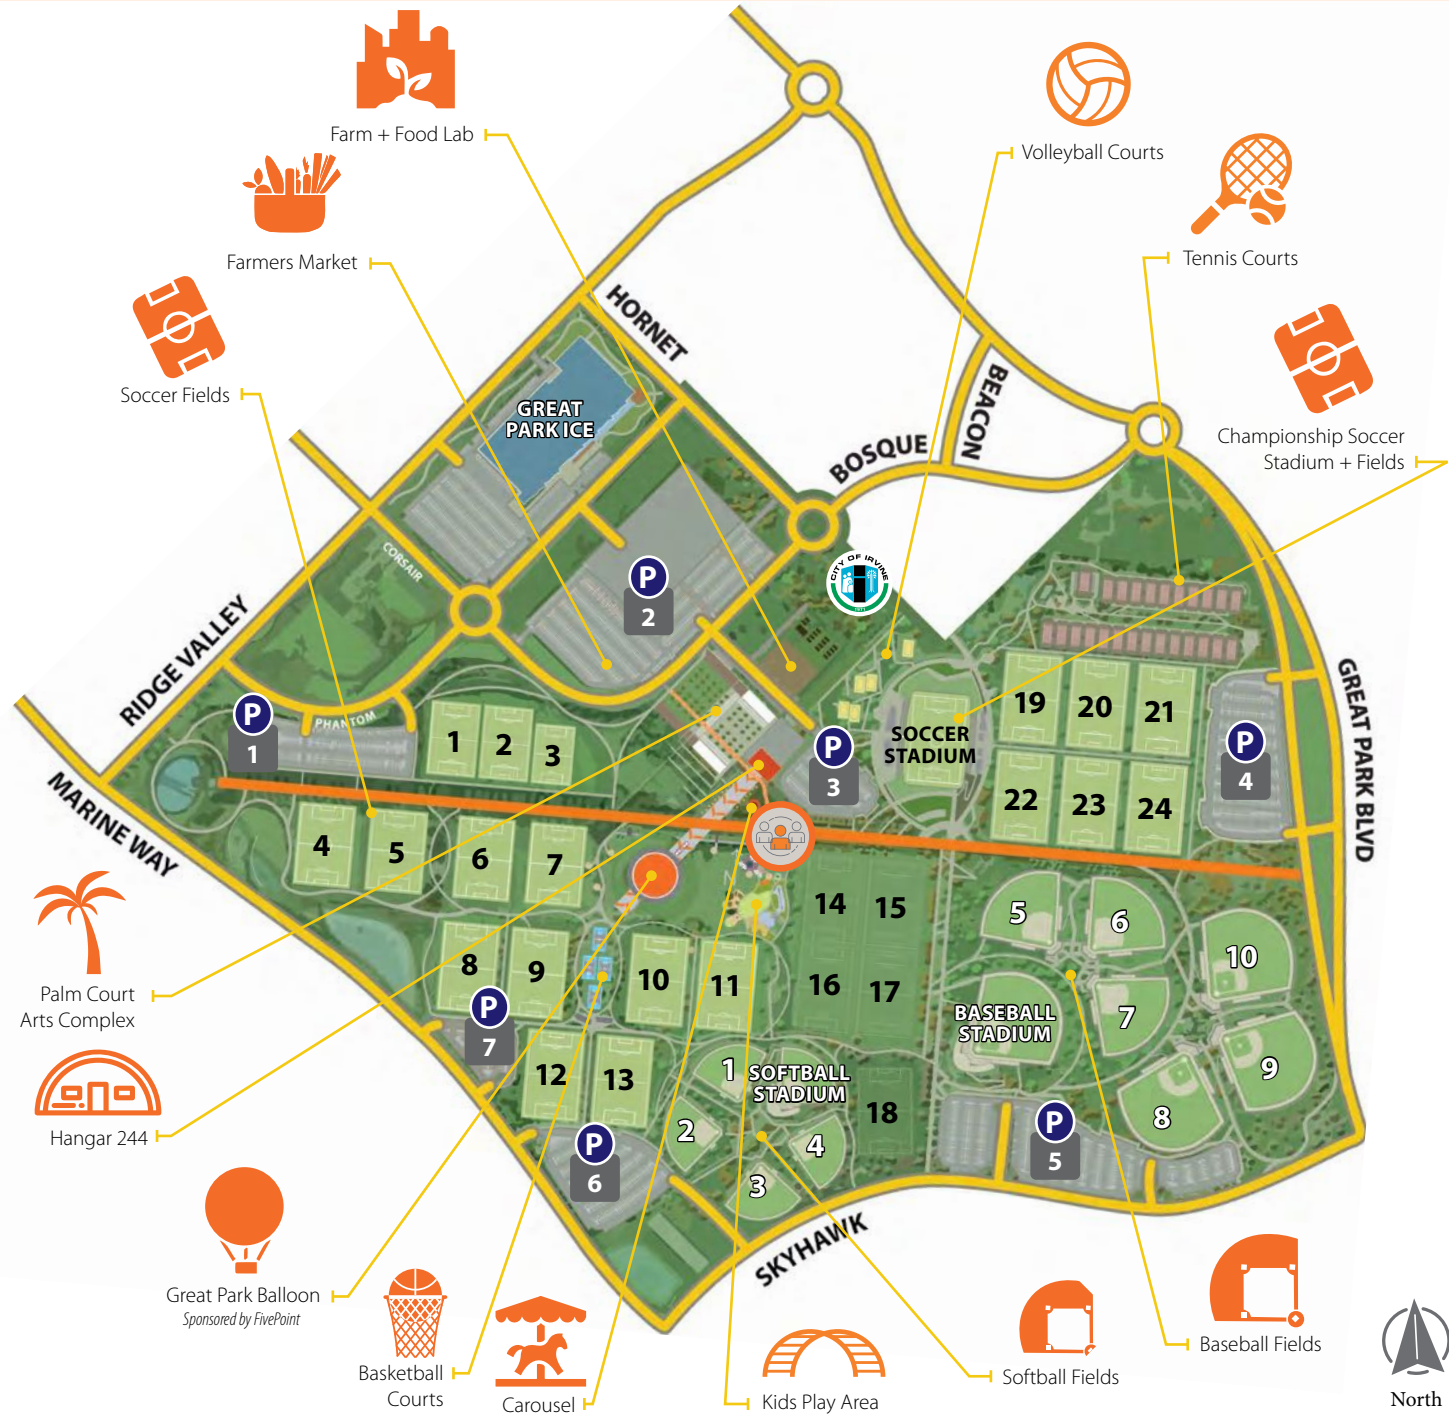 Farm + Food Lab
Volleyball Courts
Farmers Market
Tennis Courts
Soccer Fields
Championship Soccer
Stadium + Fields
HORNET
BEACON
BOSQUE
GREAT
PARK ICE
CORSAIR
CITY OF IRVINE
1971
RIDGE VALLEY
PHANTOM
MARINE WAY
GREAT PARK BLVD
SKYHAWK
P
1
P
2
P
3
P
4
P
5
P
6
P
7
SOCCER
STADIUM
1 2 3
4 5 6 7
8 9 10 11
12 13
14 15
16 17
18
19 20 21
22 23 24
BASEBALL
STADIUM
5 6
7
8
9
10
SOFTBALL
STADIUM
1
2
3
4
Palm Court
Arts Complex
Hangar 244
Great Park Balloon
Sponsored by FivePoint
Basketball
Courts
Carousel
Kids Play Area
Softball Fields
Baseball Fields
North